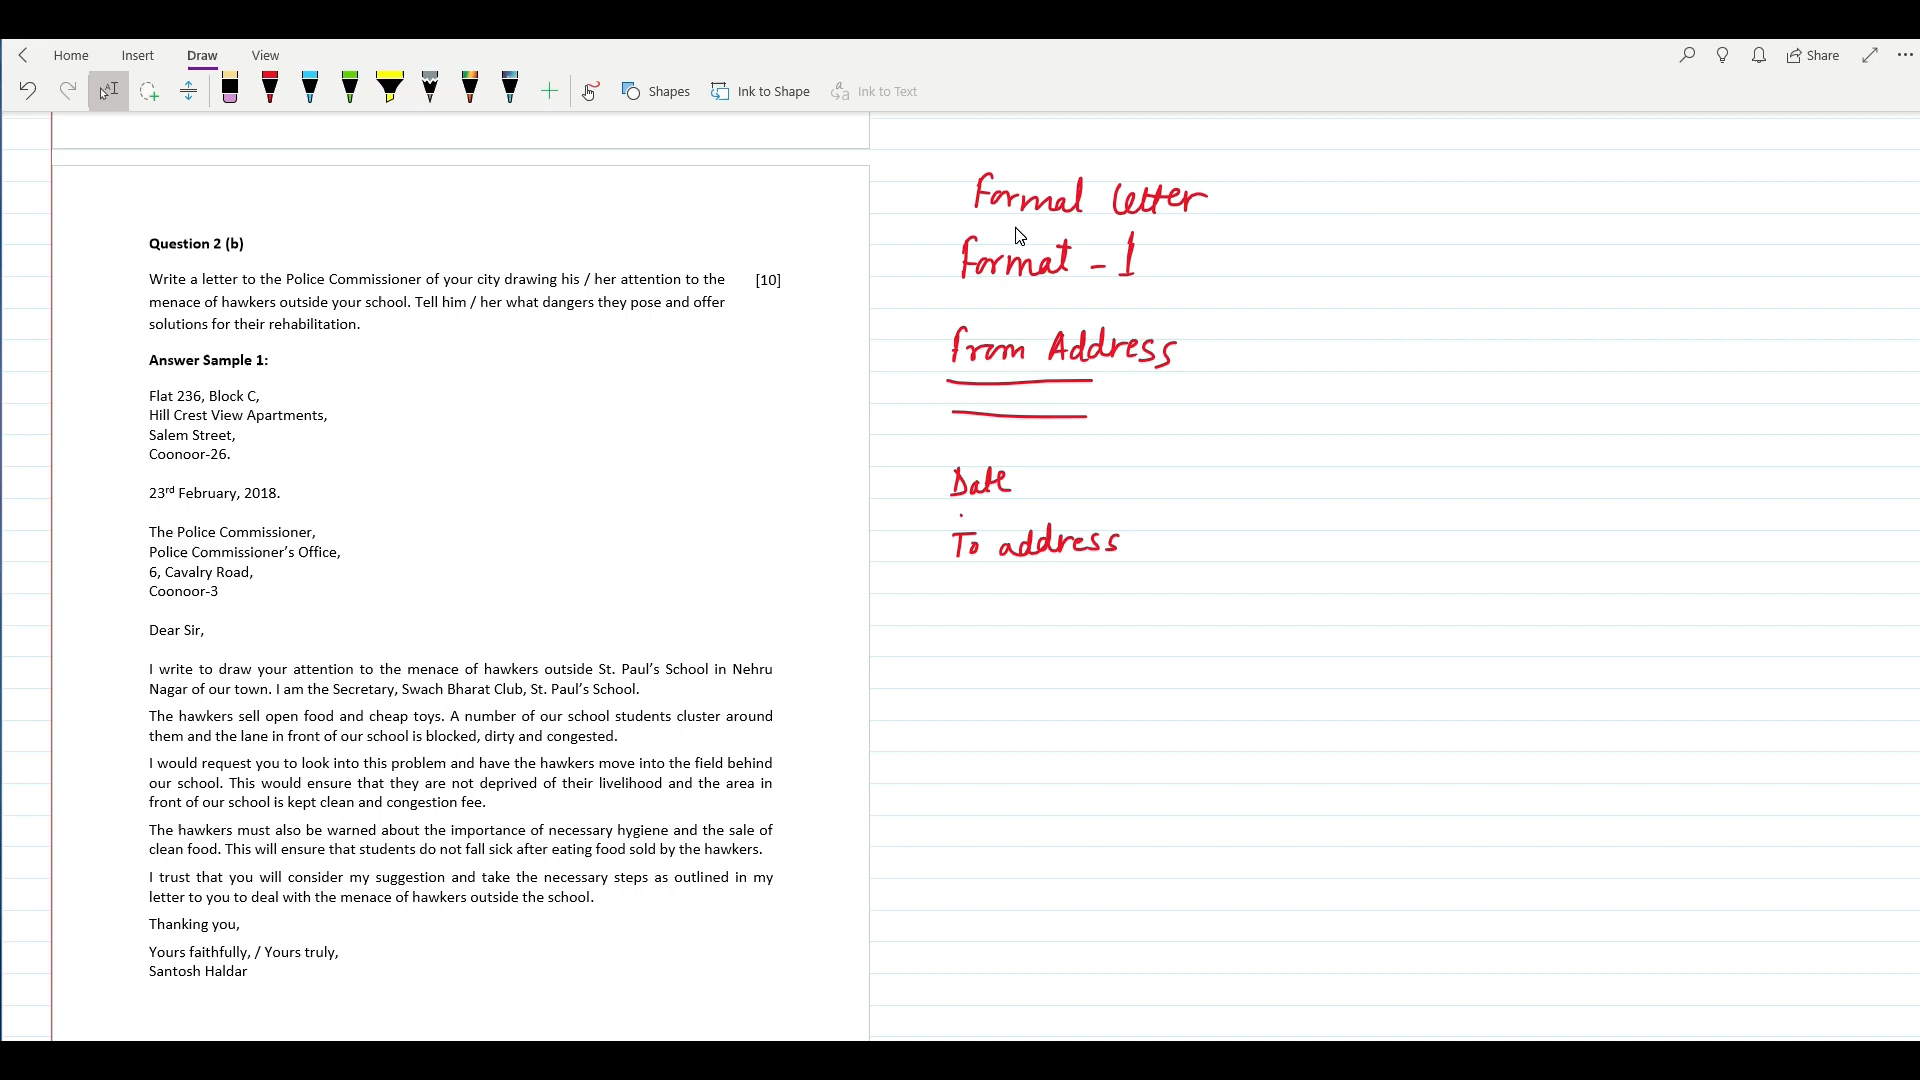 Home Insert Draw View Share
Shapes Ink to Shape Ink to Text
Question 2 (b)
Write a letter to the Police Commissioner of your city drawing his / her attention to the [10]
menace of hawkers outside your school. Tell him / her what dangers they pose and offer
solutions for their rehabilitation.
Answer Sample 1:
Flat 236, Block C,
Hill Crest View Apartments,
Salem Street,
Coonoor-26.
23rd February, 2018.
The Police Commissioner,
Police Commissioner’s Office,
6, Cavalry Road,
Coonoor-3
Dear Sir,
I write to draw your attention to the menace of hawkers outside St. Paul’s School in Nehru
Nagar of our town. I am the Secretary, Swach Bharat Club, St. Paul’s School.
The hawkers sell open food and cheap toys. A number of our school students cluster around
them and the lane in front of our school is blocked, dirty and congested.
I would request you to look into this problem and have the hawkers move into the field behind
our school. This would ensure that they are not deprived of their livelihood and the area in
front of our school is kept clean and congestion fee.
The hawkers must also be warned about the importance of necessary hygiene and the sale of
clean food. This will ensure that students do not fall sick after eating food sold by the hawkers.
I trust that you will consider my suggestion and take the necessary steps as outlined in my
letter to you to deal with the menace of hawkers outside the school.
Thanking you,
Yours faithfully, / Yours truly,
Santosh Haldar
Formal letter
Format - 1
From Address
Date
To address